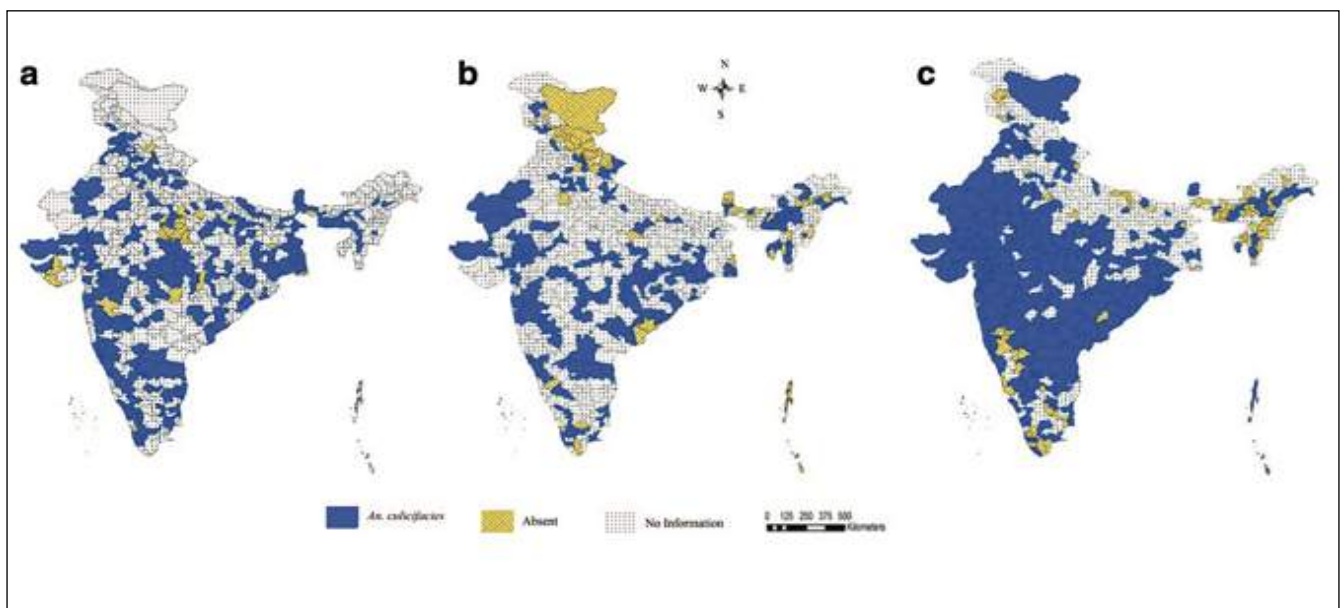 a
b
c
N
W E
S
An. culicifacies
Absent
No Information
0 125 250 375 500
Kilometers